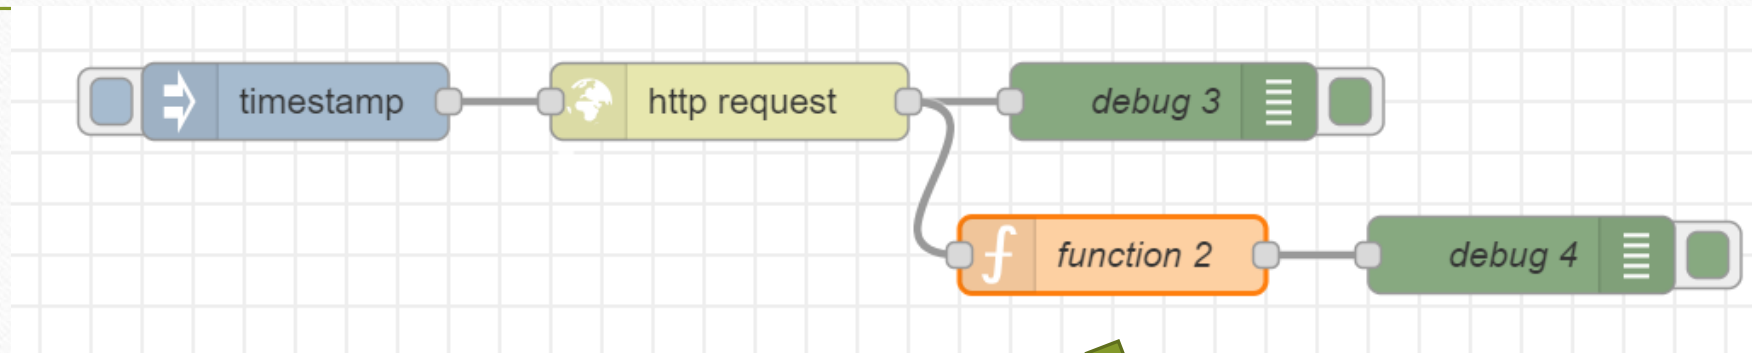 timestamp
http request
debug 3
function 2
debug 4